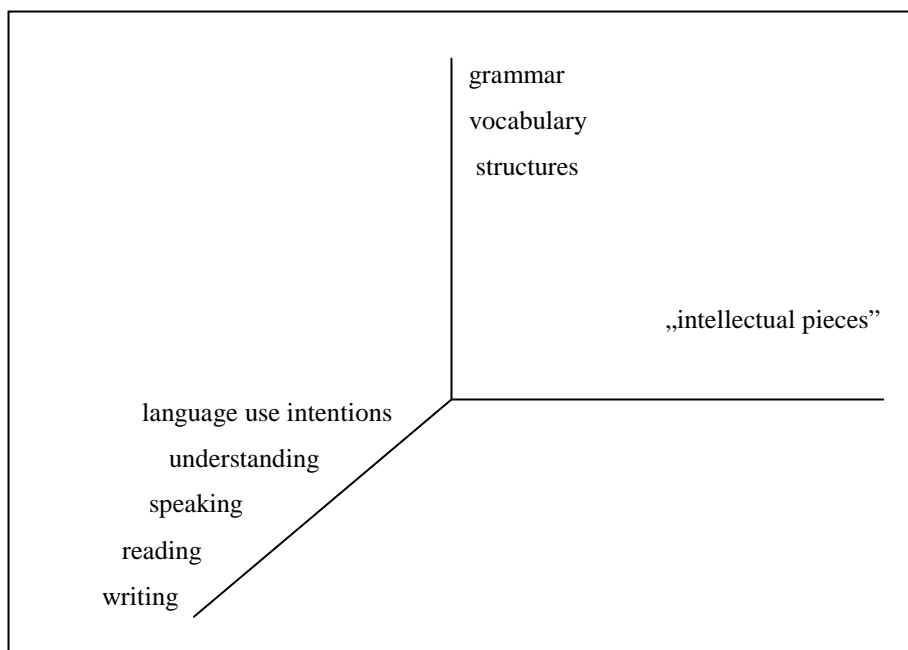 grammar
vocabulary
structures
„intellectual pieces”
language use intentions
understanding
speaking
reading
writing